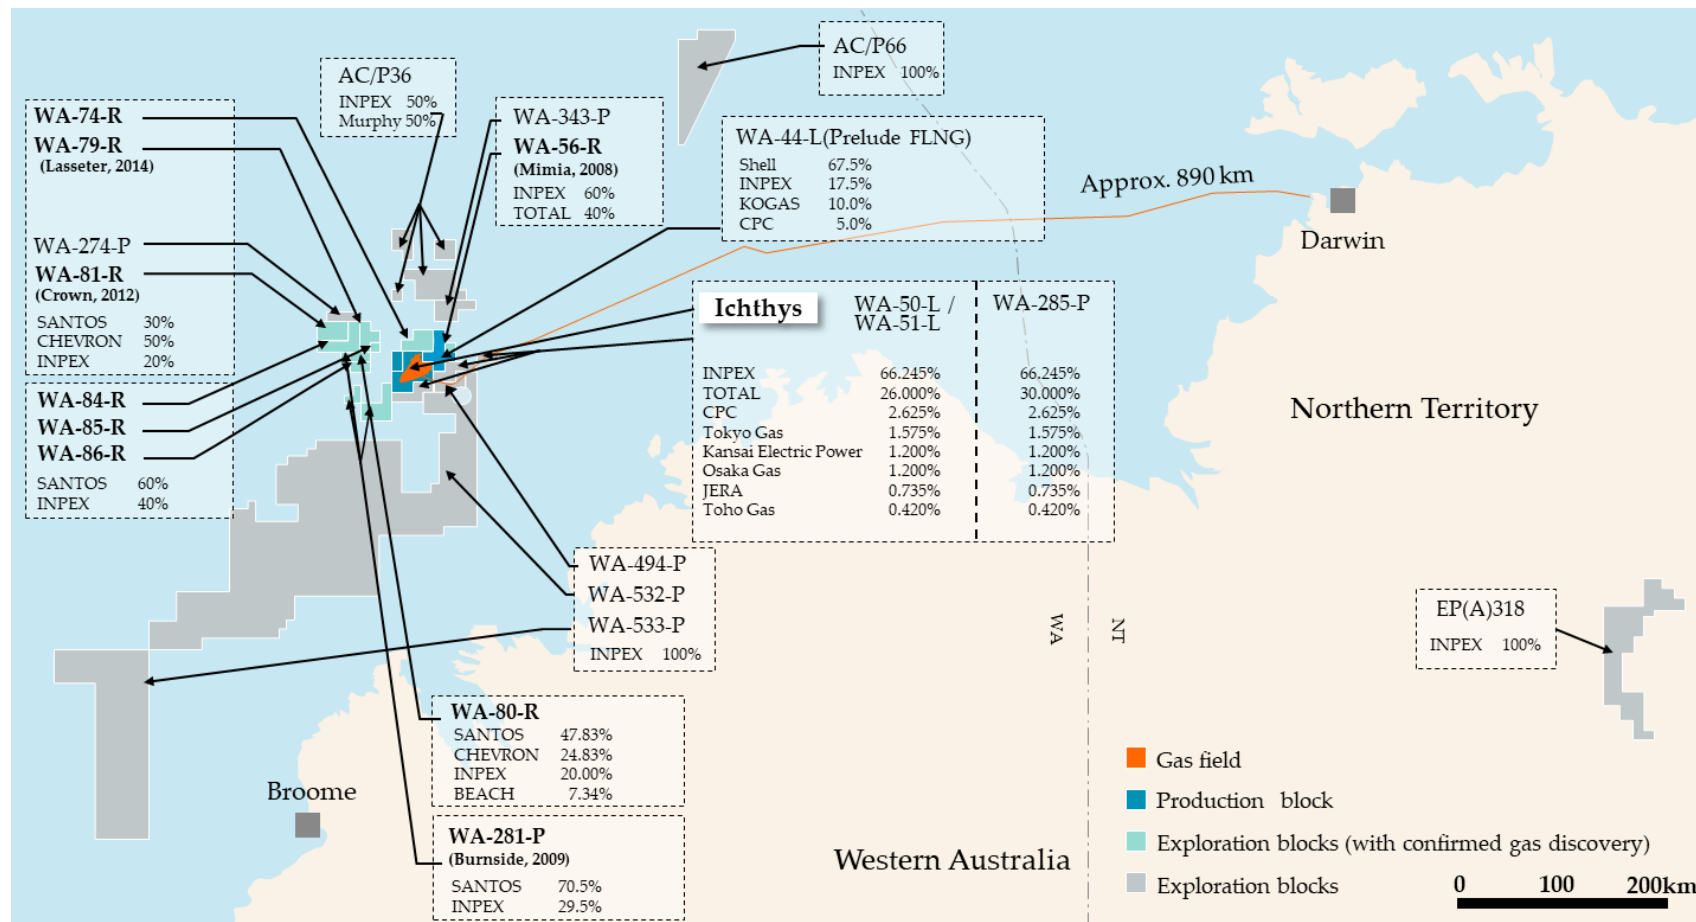 AC/P66
INPEX 100%
AC/P36
INPEX 50%
Murphy 50%
WA-74-R
WA-79-R
(Lasseter, 2014)
WA-274-P
WA-81-R
(Crown, 2012)
SANTOS 30%
CHEVRON 50%
INPEX 20%
WA-84-R
WA-85-R
WA-86-R
SANTOS 60%
INPEX 40%
WA-343-P
WA-56-R
(Mimia, 2008)
INPEX 60%
TOTAL 40%
WA-44-L(Prelude FLNG)
Shell 67.5%
INPEX 17.5%
KOGAS 10.0%
CPC 5.0%
Approx. 890 km
Darwin
Ichthys WA-50-L / WA-285-P
WA-51-L
INPEX 66.245% 66.245%
TOTAL 26.000% 30.000%
CPC 2.625% 2.625%
Tokyo Gas 1.575% 1.575%
Kansai Electric Power 1.200% 1.200%
Osaka Gas 1.200% 1.200%
JERA 0.735% 0.735%
Toho Gas 0.420% 0.420%
Northern Territory
WA-494-P
WA-532-P
WA-533-P
INPEX 100%
WA
NT
EP(A)318
INPEX 100%
WA-80-R
SANTOS 47.83%
CHEVRON 24.83%
INPEX 20.00%
BEACH 7.34%
Broome
WA-281-P
(Burnside, 2009)
SANTOS 70.5%
INPEX 29.5%
Western Australia
Gas field
Production block
Exploration blocks (with confirmed gas discovery)
Exploration blocks
0 100 200km